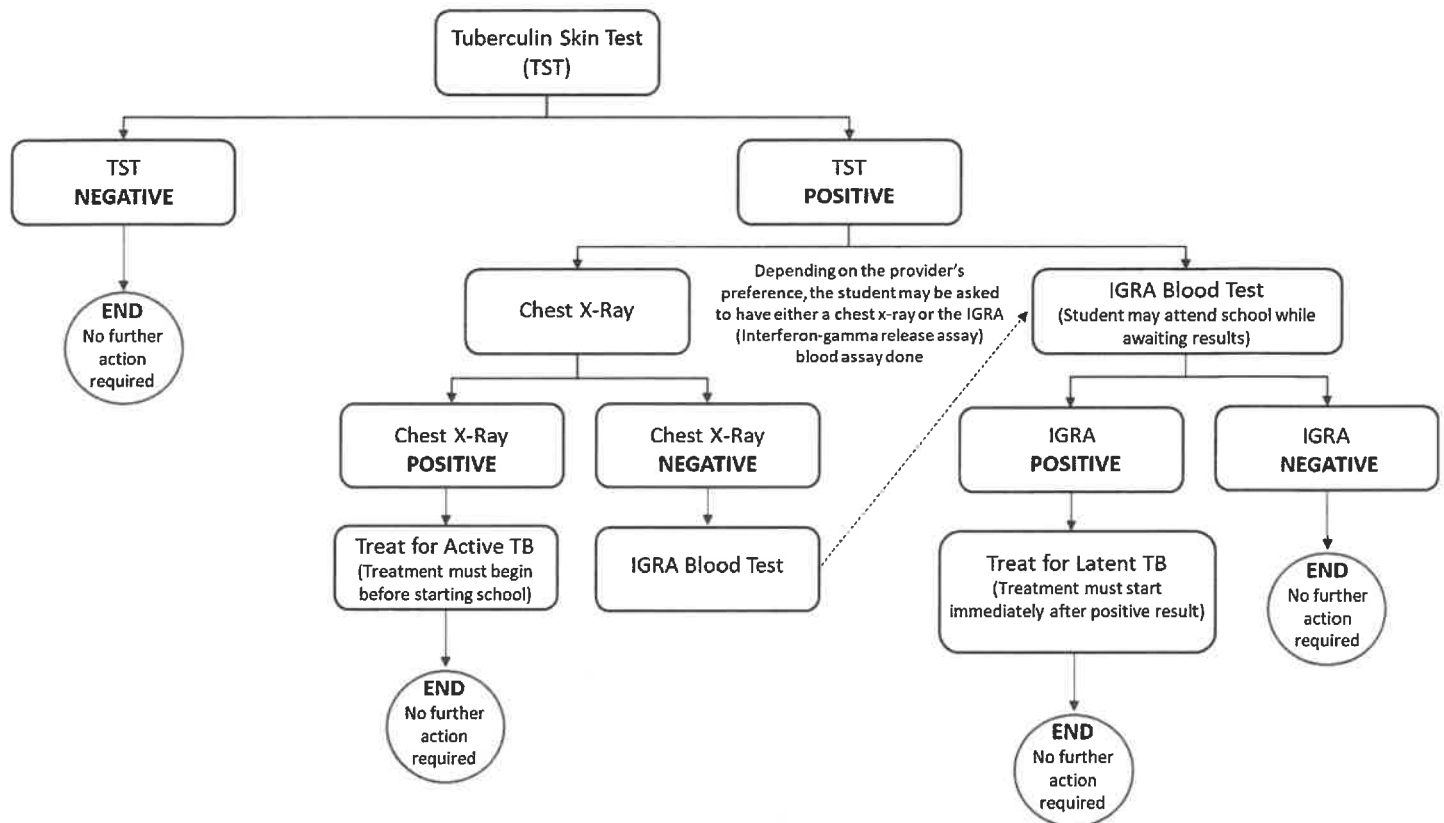 Tuberculin Skin Test
(TST)
TST
NEGATIVE
TST
POSITIVE
END
No further
action
required
Chest X-Ray
Depending on the provider's
preference, the student may be asked
to have either a chest x-ray or the IGRA
(Interferon-gamma release assay)
blood assay done
IGRA Blood Test
(Student may attend school while
awaiting results)
Chest X-Ray
POSITIVE
Chest X-Ray
NEGATIVE
IGRA
POSITIVE
IGRA
NEGATIVE
Treat for Active TB
(Treatment must begin
before starting school)
IGRA Blood Test
Treat for Latent TB
(Treatment must start
immediately after positive result)
END
No further
action
required
END
No further
action
required
END
No further
action
required